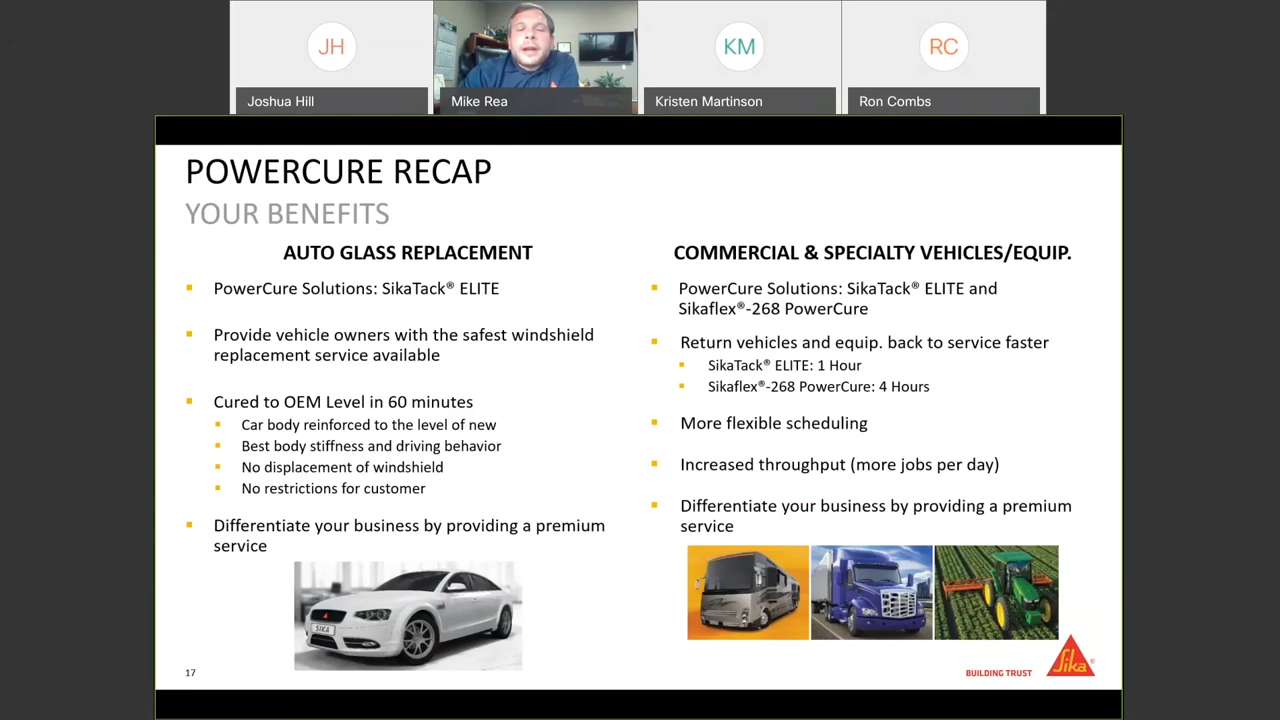 JH
KM
RC
Joshua Hill
Mike Rea
Kristen Martinson
Ron Combs
POWERCURE RECAP
YOUR BENEFITS
AUTO GLASS REPLACEMENT
PowerCure Solutions: SikaTack® ELITE
Provide vehicle owners with the safest windshield
replacement service available
Cured to OEM Level in 60 minutes
Car body reinforced to the level of new
Best body stiffness and driving behavior
No displacement of windshield
No restrictions for customer
Differentiate your business by providing a premium
service
SIKA
COMMERCIAL & SPECIALTY VEHICLES/EQUIP.
PowerCure Solutions: SikaTack® ELITE and
Sikaflex®-268 PowerCure
Return vehicles and equip. back to service faster
SikaTack® ELITE: 1 Hour
Sikaflex®-268 PowerCure: 4 Hours
More flexible scheduling
Increased throughput (more jobs per day)
Differentiate your business by providing a premium
service
17
BUILDING TRUST
Sika®